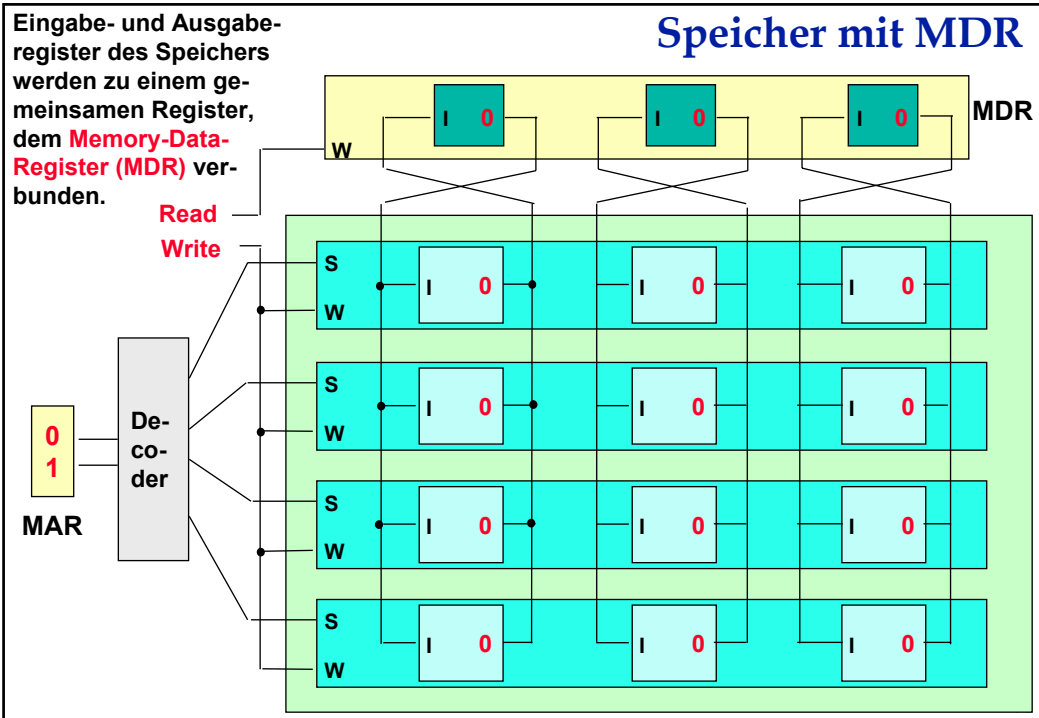 Eingabe- und Ausgabe-
register des Speichers
werden zu einem ge-
meinsamen Register,
dem Memory-Data-
Register (MDR) ver-
bunden.
Speicher mit MDR
I 0 I 0 I 0
MDR
W
Read
Write
S
I 0 I 0 I 0
W
S
I 0 I 0 I 0
W
De-
co-
der
0
1
MAR
S
I 0 I 0 I 0
W
S
I 0 I 0 I 0
W